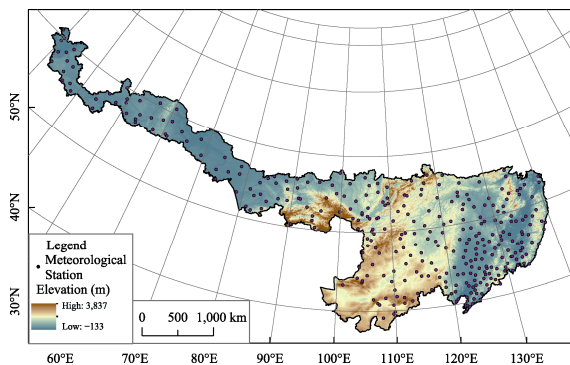 50°N
40°N
30°N
Legend
Meteorological
Station
Elevation (m)
High: 3,837
Low: −133
0 500 1,000 km
60°E 70°E 80°E 90°E 100°E 110°E 120°E 130°E